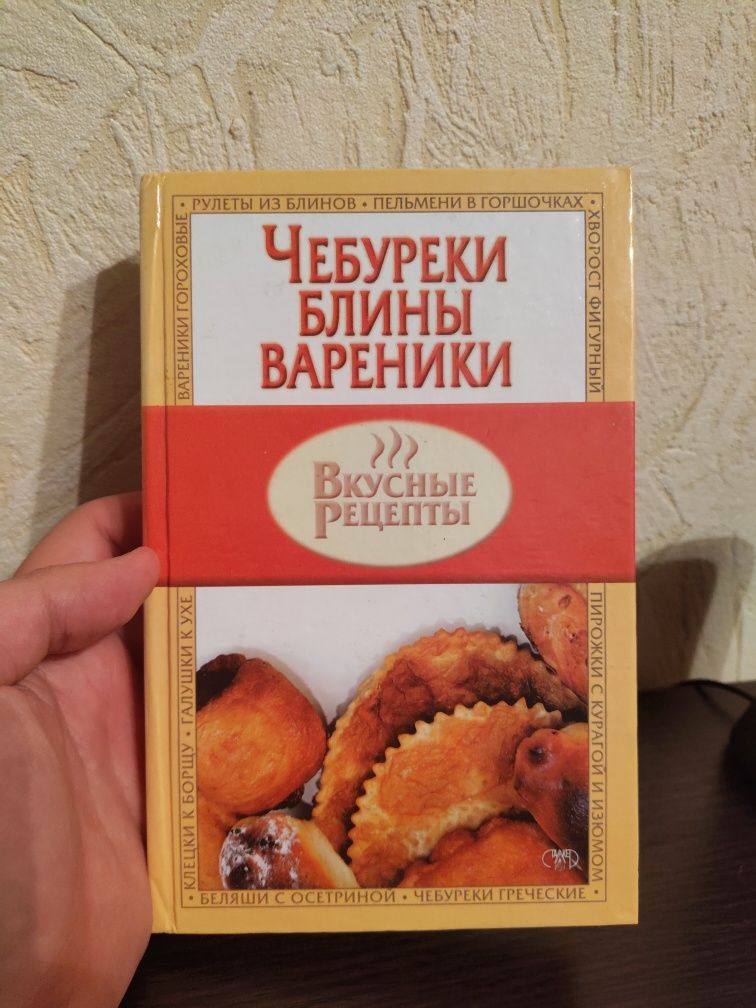 • РУЛЕТЫ ИЗ БЛИНОВ • ПЕЛЬМЕНИ В ГОРШОЧКАХ •
ВАРЕНИКИ ГОРОХОВЫЕ
ХВОРОСТ ФИГУРНЫЙ
ЧЕБУРЕКИ
БЛИНЫ
ВАРЕНИКИ
ВКУСНЫЕ
РЕЦЕПТЫ
КЛЕЦКИ К БОРЩУ • ГАЛУШКИ К УХЕ
ПИРОЖКИ С КУРАГОЙ И ИЗЮМОМ
• БЕЛЯШИ С ОСЕТРИНОЙ • ЧЕБУРЕКИ ГРЕЧЕСКИЕ •